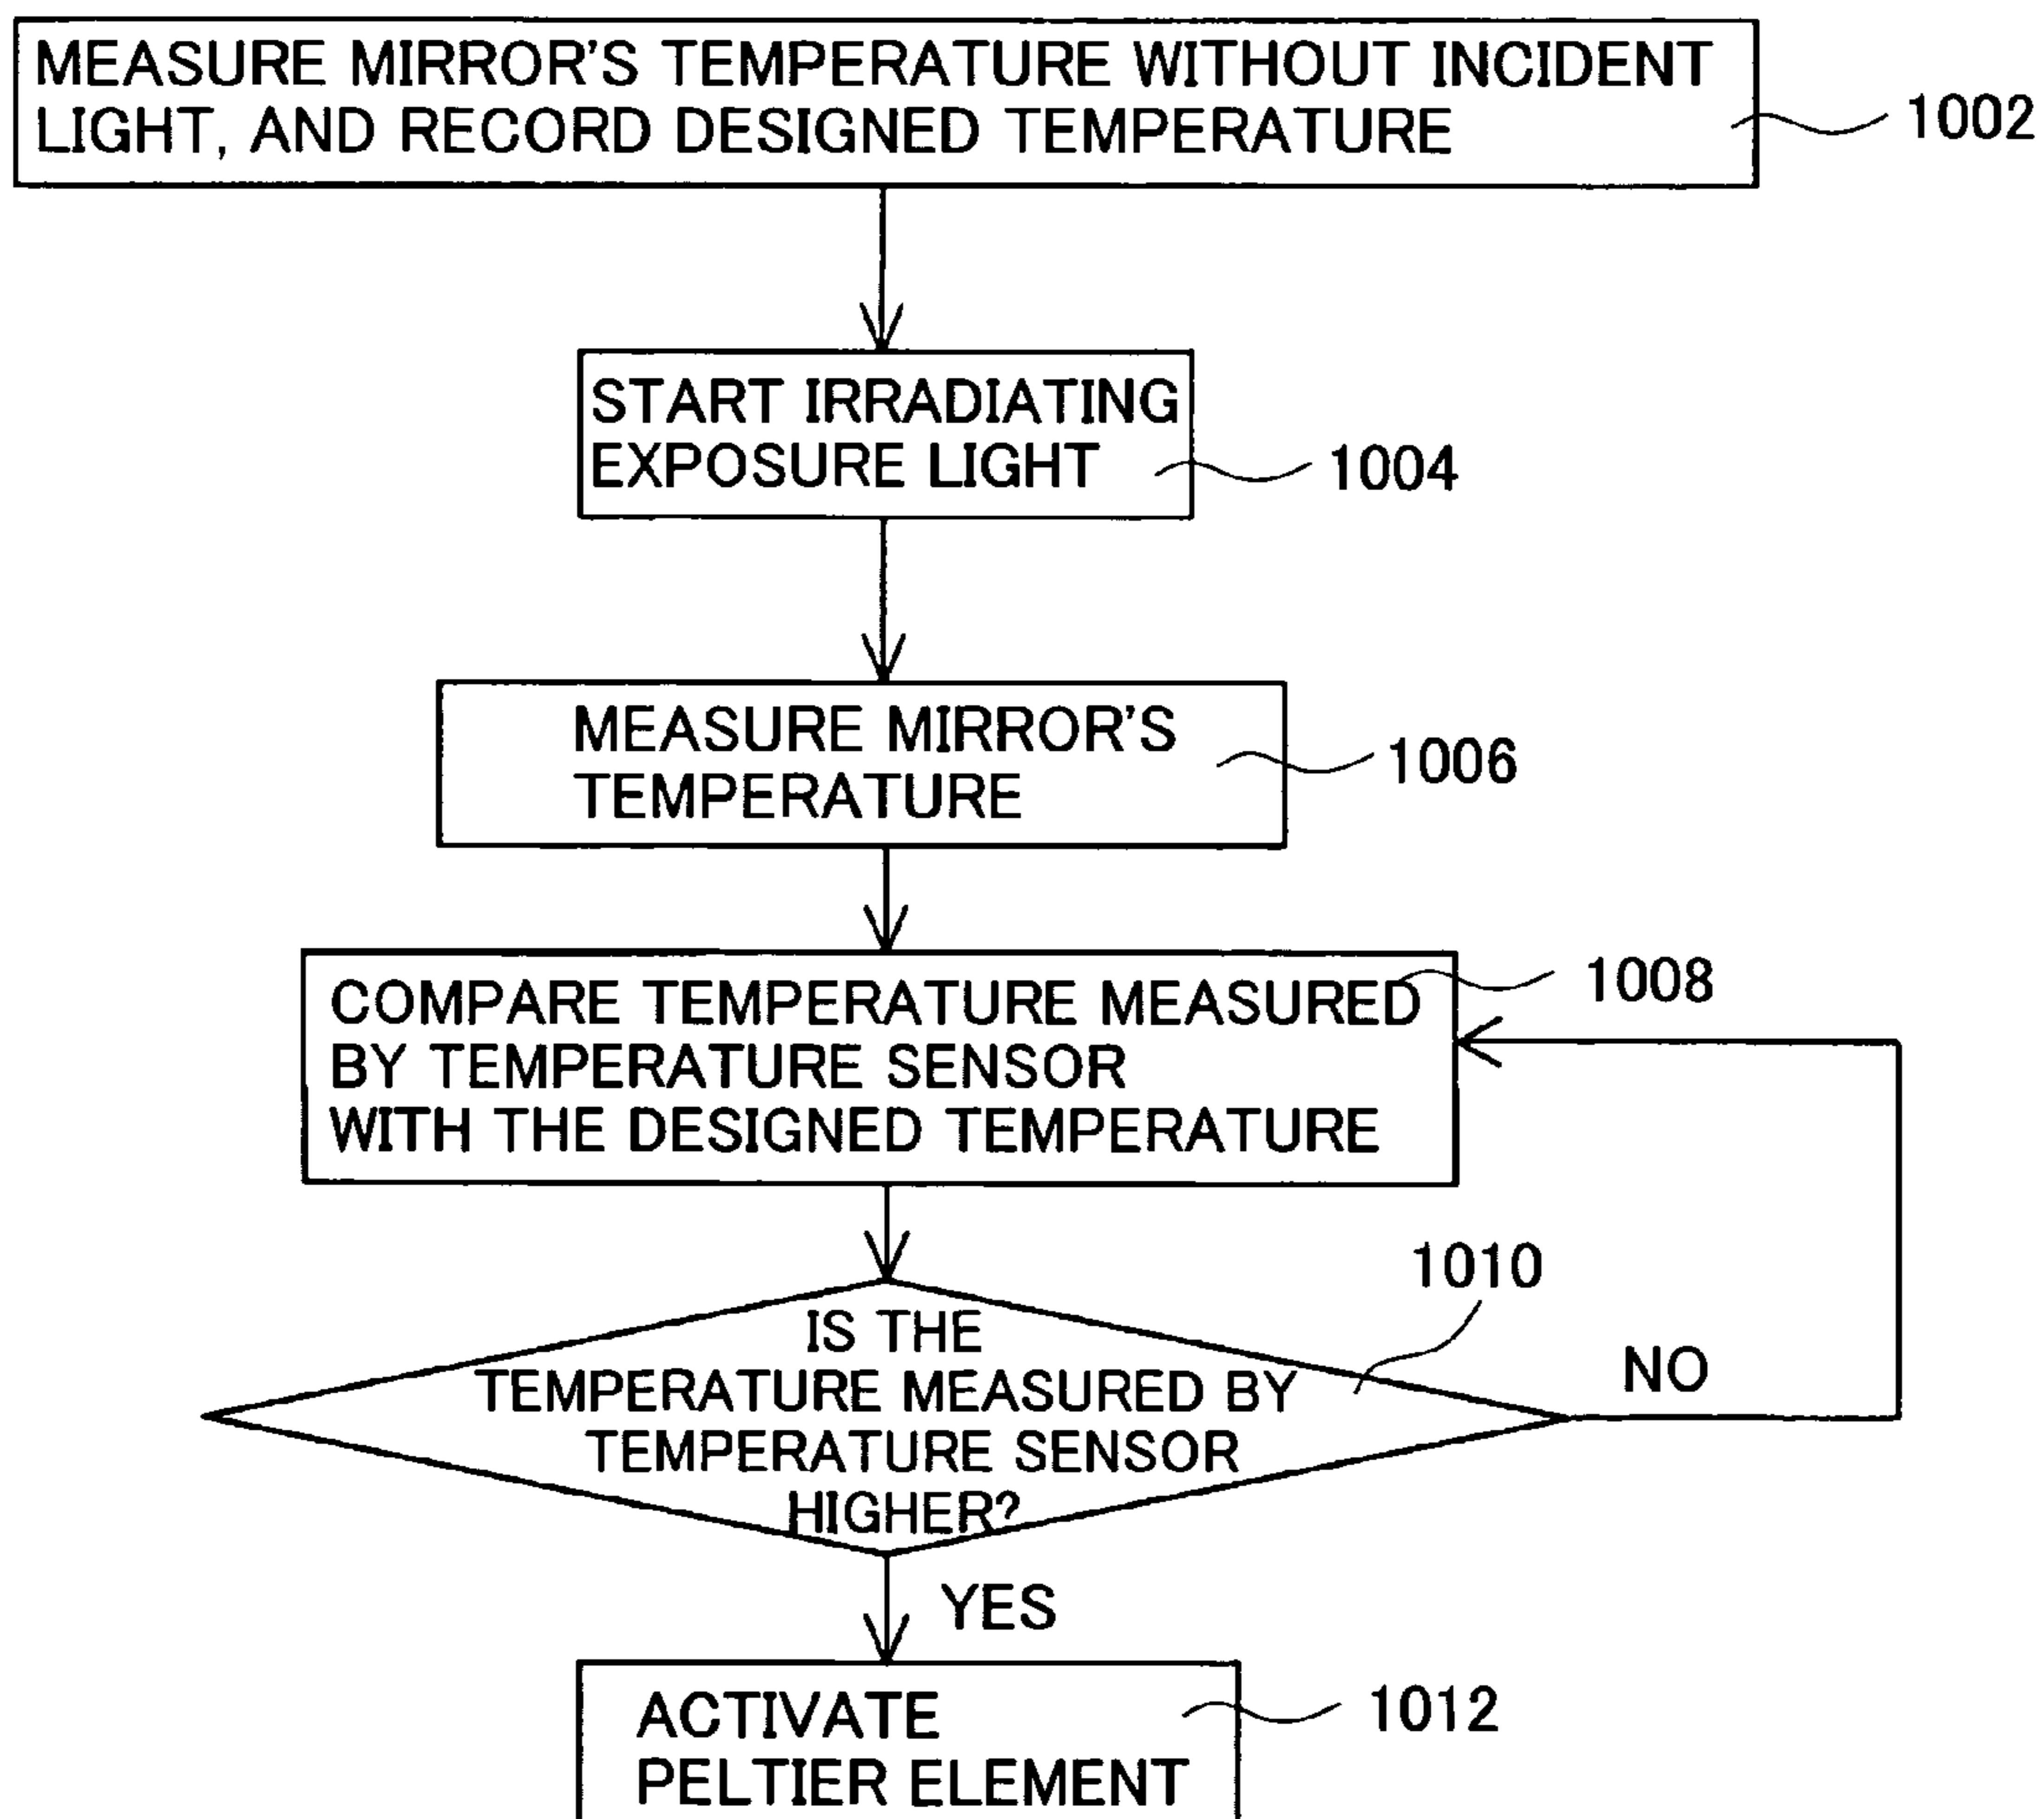 MEASURE MIRROR'S TEMPERATURE WITHOUT INCIDENT
LIGHT, AND RECORD DESIGNED TEMPERATURE
1002
START IRRADIATING
EXPOSURE LIGHT
1004
MEASURE MIRROR'S
TEMPERATURE
1006
COMPARE TEMPERATURE MEASURED
BY TEMPERATURE SENSOR
WITH THE DESIGNED TEMPERATURE
1008
IS THE
TEMPERATURE MEASURED BY
TEMPERATURE SENSOR
HIGHER?
1010
NO
YES
ACTIVATE
PELTIER ELEMENT
1012